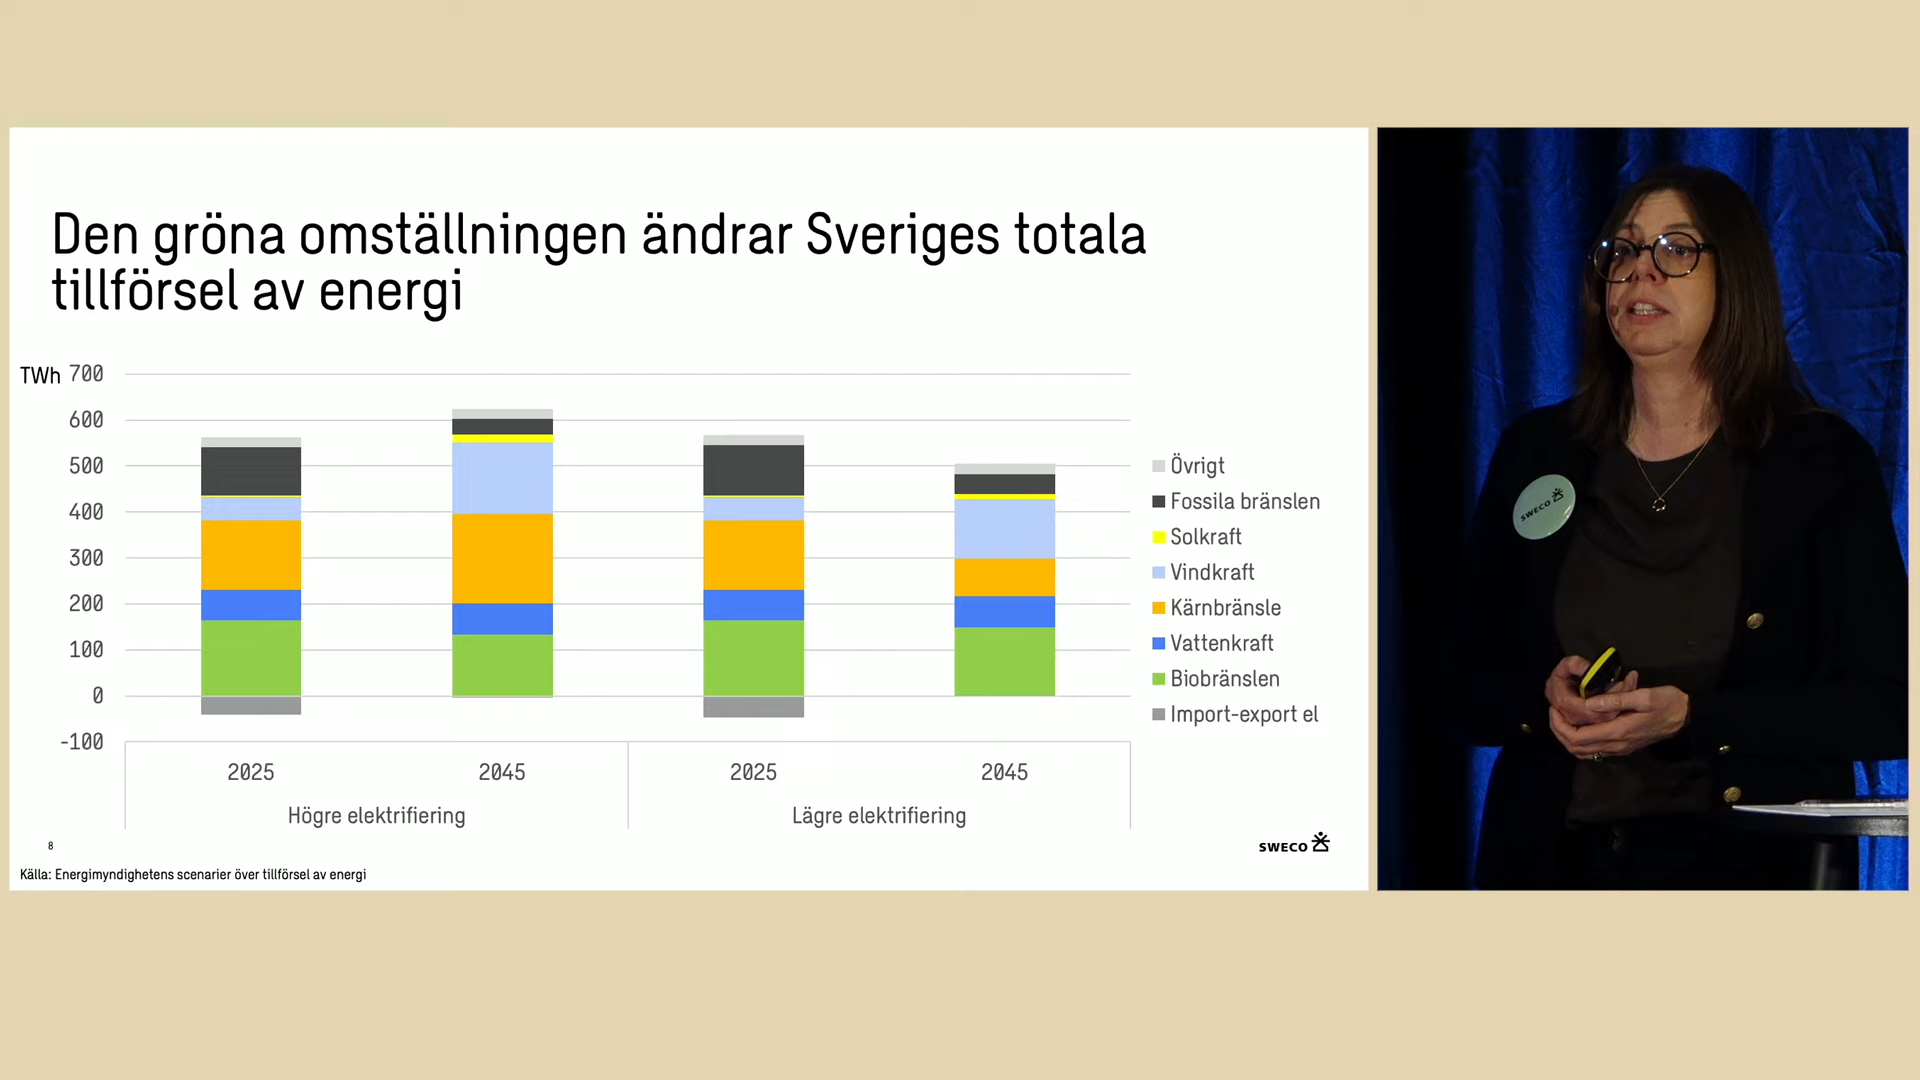 Den gröna omställningen ändrar Sveriges totala
tillförsel av energi
TWh
700
600
500
400
300
200
100
0
-100
2025
2045
2025
2045
Högre elektrifiering
Lägre elektrifiering
Övrigt
Fossila bränslen
Solkraft
Vindkraft
Kärnbränsle
Vattenkraft
Biobränslen
Import-export el
8
SWECO
Källa: Energimyndighetens scenarier över tillförsel av energi
SWECO